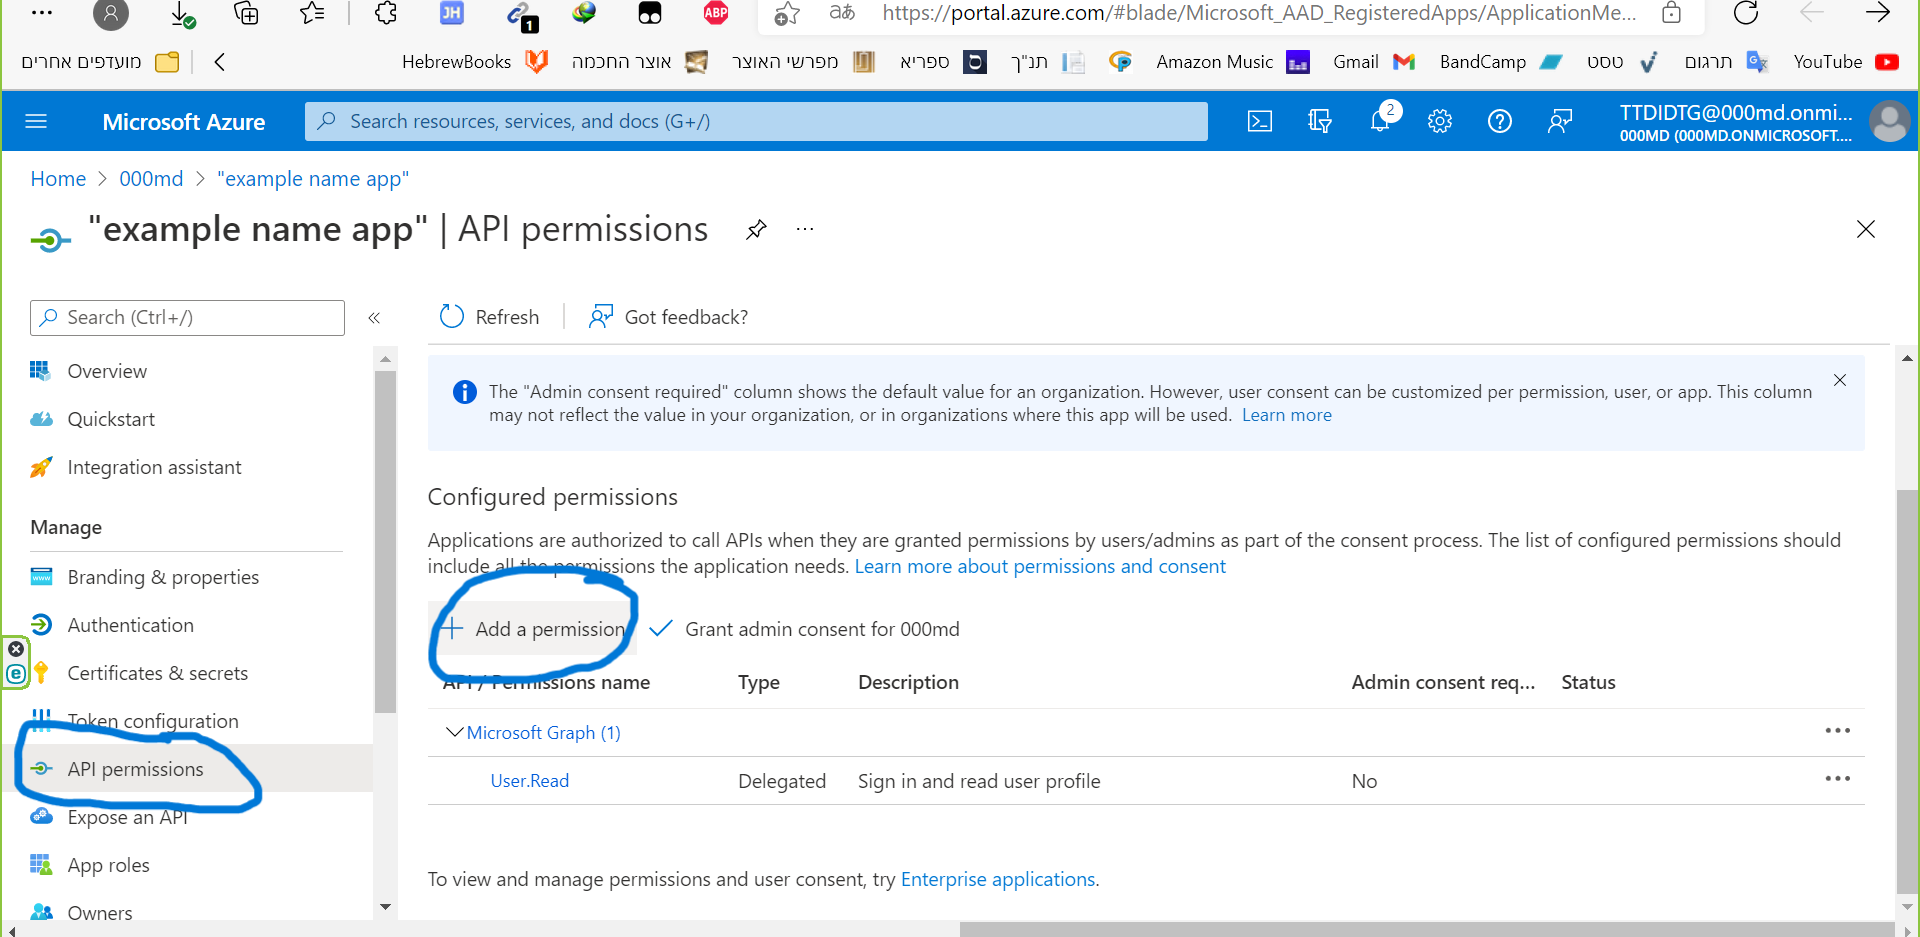 JH
1
ABP
https://portal.azure.com/#blade/Microsoft_AAD_RegisteredApps/ApplicationMe...
מועדפים אחרים
HebrewBooks
אוצר החכמה
מפרשי האוצר
ספריא
תנ"ך
Amazon Music
Gmail
BandCamp
טסט
תרגום
YouTube
Microsoft Azure
Search resources, services, and docs (G+/)
2
TTDIDTG@000md.onmi...
000MD (000MD.ONMICROSOFT....
Home > 000md > "example name app"
"example name app" | API permissions
Search (Ctrl+/)
Overview
Quickstart
Integration assistant
Manage
Branding & properties
Authentication
Certificates & secrets
Token configuration
API permissions
Expose an API
App roles
Owners
Refresh
Got feedback?
The "Admin consent required" column shows the default value for an organization. However, user consent can be customized per permission, user, or app. This column
may not reflect the value in your organization, or in organizations where this app will be used. Learn more
Configured permissions
Applications are authorized to call APIs when they are granted permissions by users/admins as part of the consent process. The list of configured permissions should
include all the permissions the application needs. Learn more about permissions and consent
Add a permission
Grant admin consent for 000md
API / Permissions name Type Description Admin consent req... Status
Microsoft Graph (1)
User.Read Delegated Sign in and read user profile No
To view and manage permissions and user consent, try Enterprise applications.